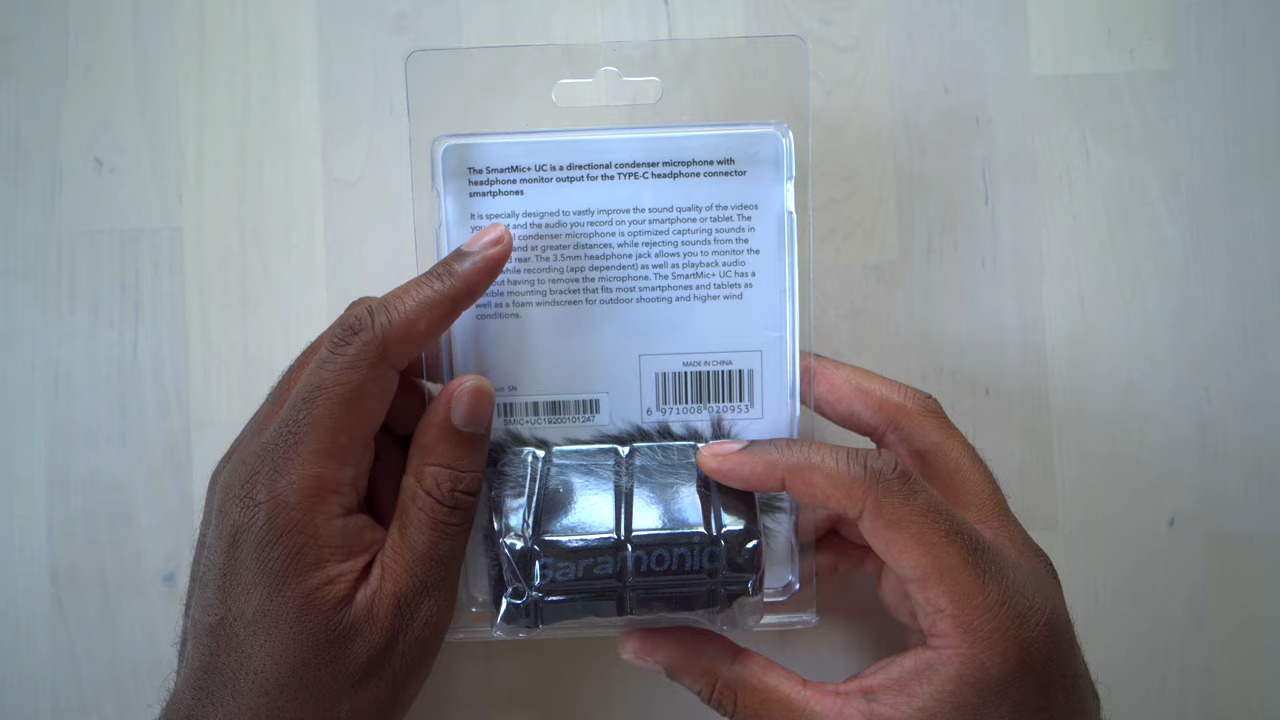 The SmartMic+ UC is a directional condenser microphone with
headphone monitor output for the TYPE-C headphone connector
smartphones
It is specially designed to vastly improve the sound quality of the videos
and the audio you record on your smartphone or tablet. The
condenser microphone is optimized capturing sounds in
and at greater distances, while rejecting sounds from the
rear. The 3.5mm headphone jack allows you to monitor the
while recording (app dependent) as well as playback audio
having to remove the microphone. The SmartMic+ UC has a
mounting bracket that fits most smartphones and tablets as
well as a foam windscreen for outdoor shooting and higher wind
conditions.
MADE IN CHINA
6 971008 020953
SN
SMIC+UC19200101247
Saramonic